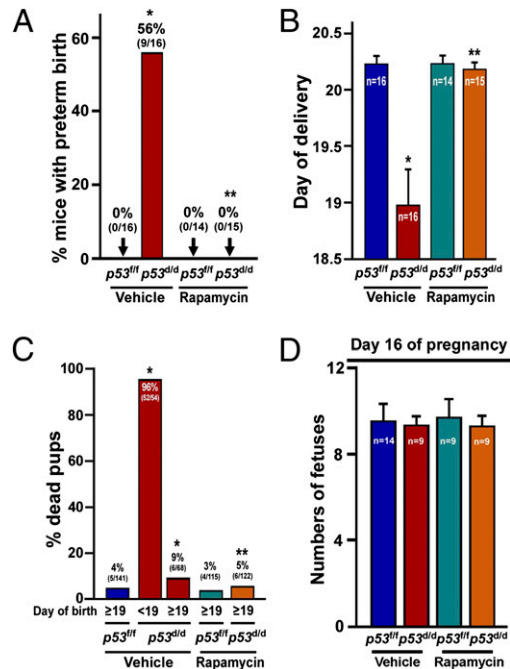 A
% mice with preterm birth
60
40
20
0
*
56%
(9/16)
0%
(0/16)
0%
(0/14)
**
0%
(0/15)
p53f/f p53d/d p53f/f p53d/d
Vehicle Rapamycin
B
Day of delivery
20.5
20
19.5
19
18.5
n=16
*
n=16
n=14
**
n=15
p53f/f p53d/d p53f/f p53d/d
Vehicle Rapamycin
C
% dead pups
100
80
60
40
20
0
4%
(5/141)
*
96%
(52/54)
*
9%
(6/68)
3%
(4/115)
**
5%
(6/122)
Day of birth ≥19 <19 ≥19 ≥19 ≥19
p53f/f p53d/d p53f/f p53d/d
Vehicle Rapamycin
D
Day 16 of pregnancy
Numbers of fetuses
12
8
4
0
n=14 n=9 n=9 n=9
p53f/f p53d/d p53f/f p53d/d
Vehicle Rapamycin